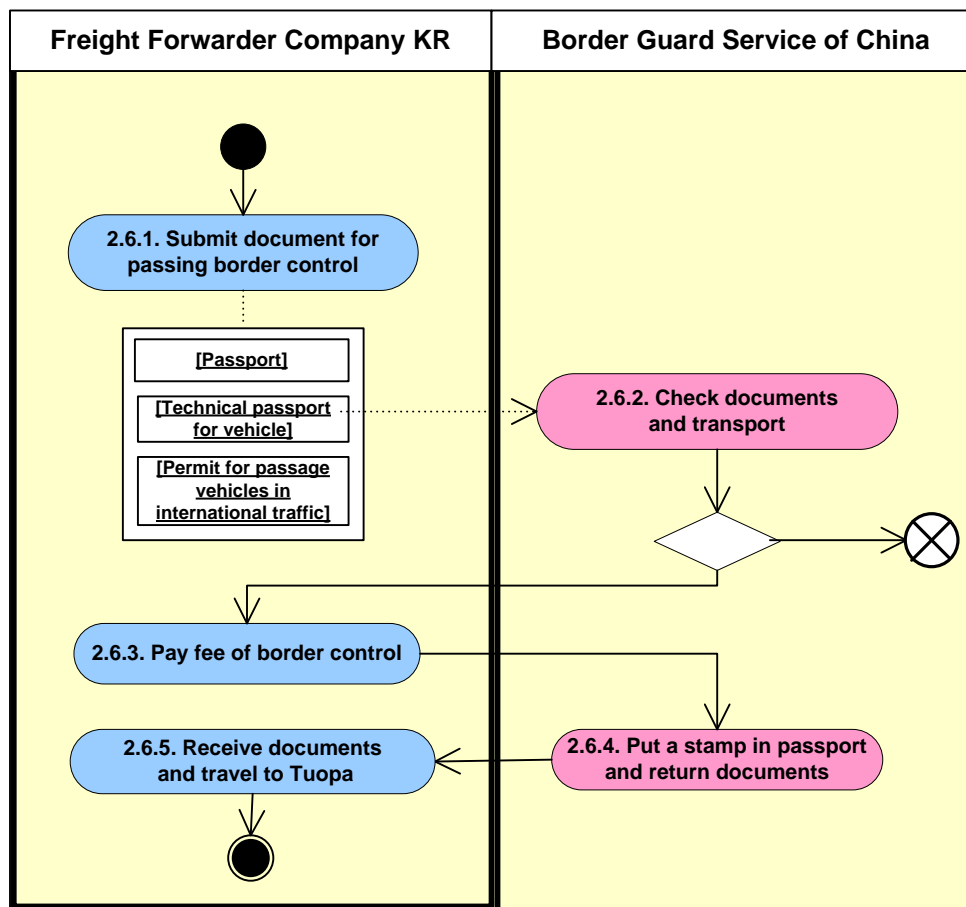 Freight Forwarder Company KR
Border Guard Service of China
2.6.1. Submit document for
passing border control
[Passport]
[Technical passport
for vehicle]
[Permit for passage
vehicles in
international traffic]
2.6.2. Check documents
and transport
2.6.3. Pay fee of border control
2.6.4. Put a stamp in passport
and return documents
2.6.5. Receive documents
and travel to Tuopa